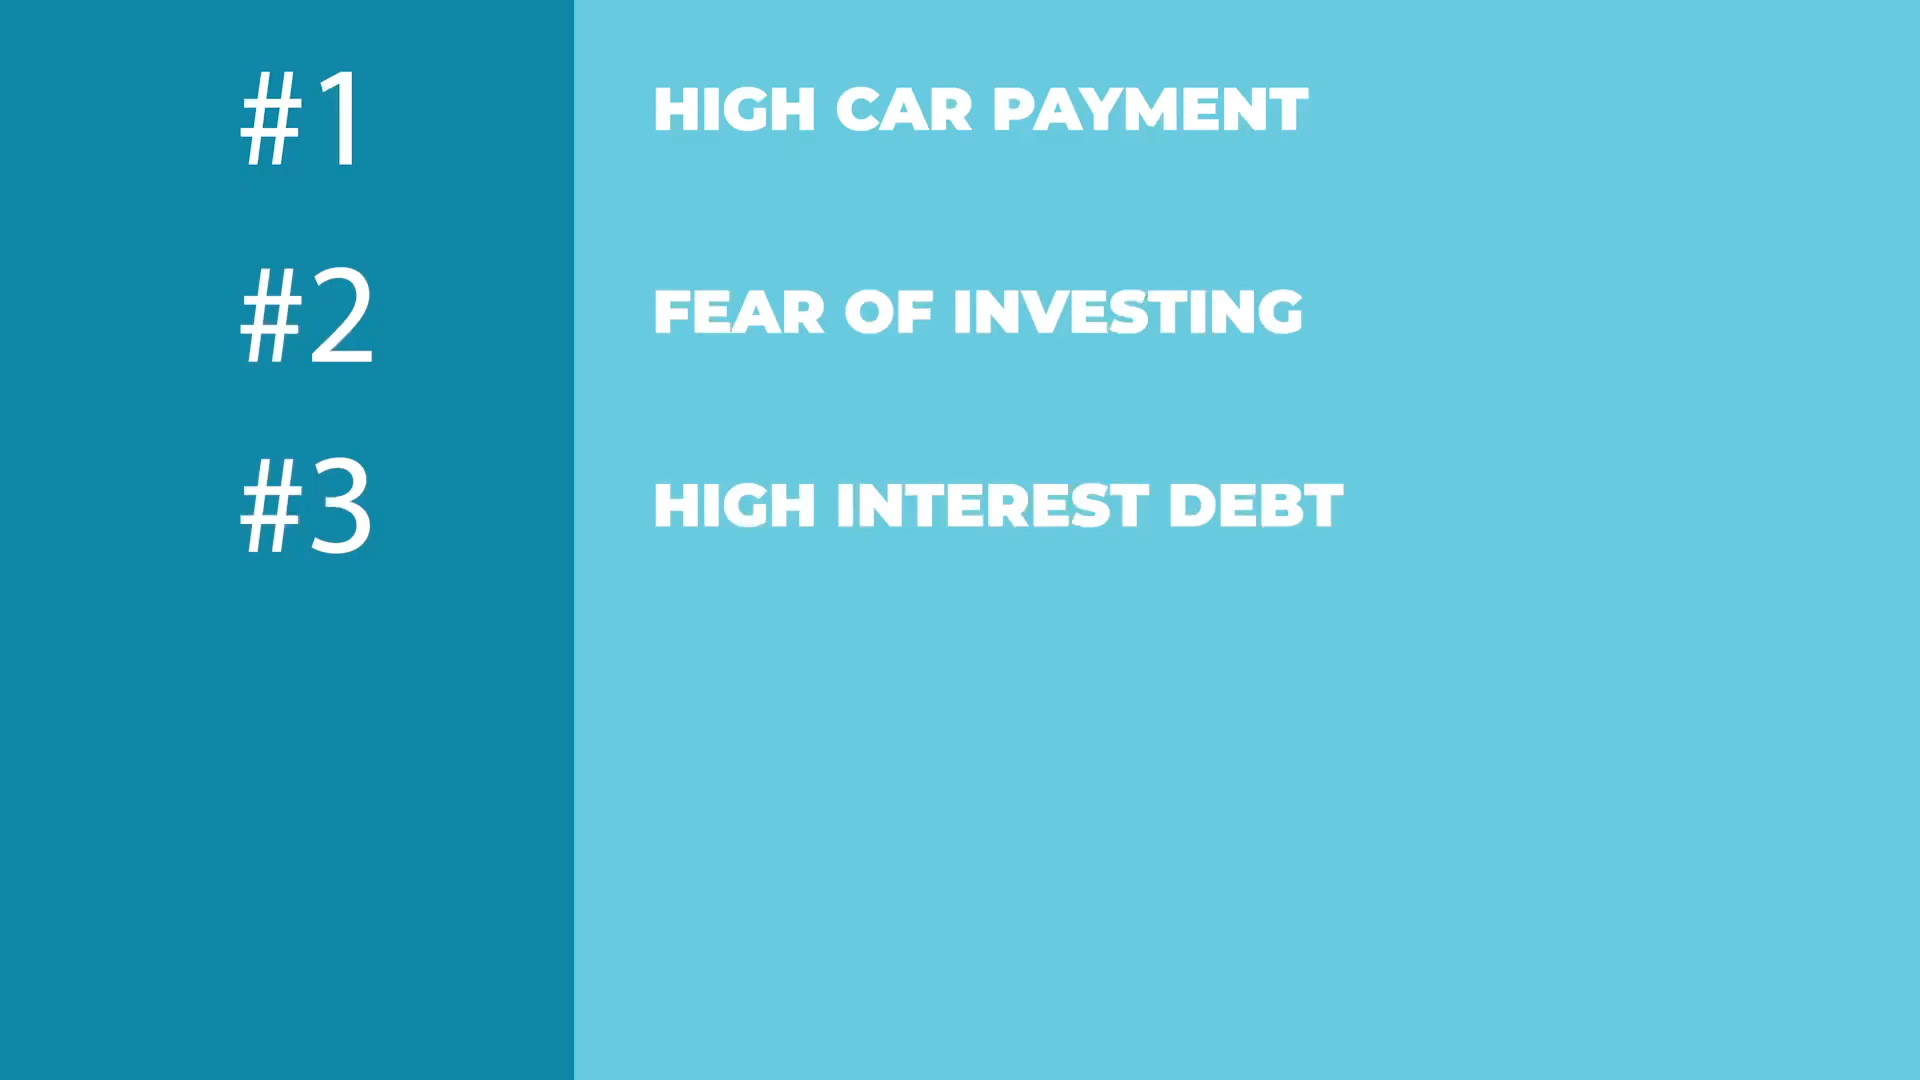 #1 HIGH CAR PAYMENT
#2 FEAR OF INVESTING
#3 HIGH INTEREST DEBT